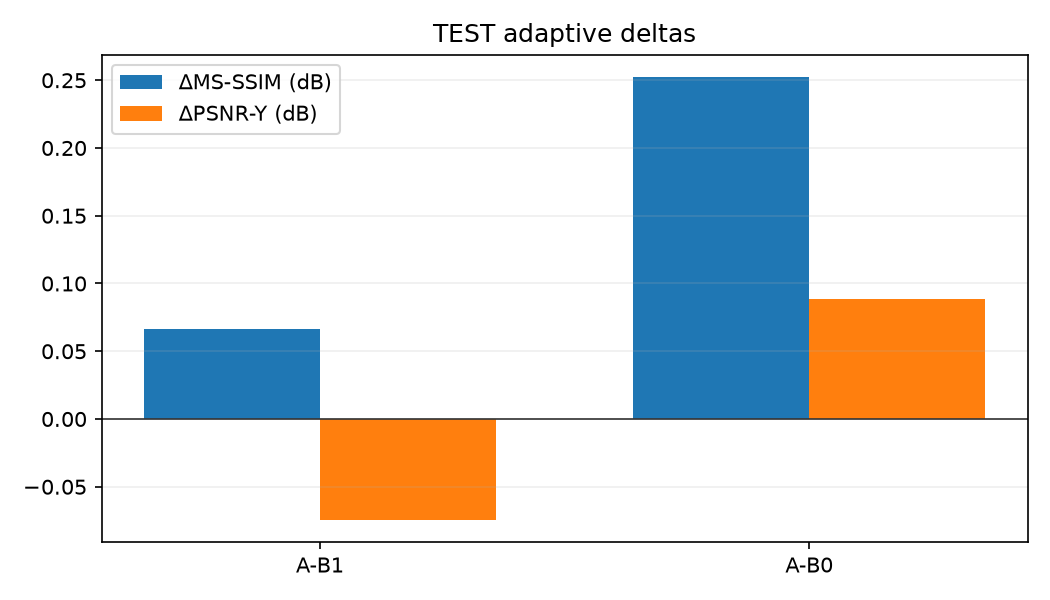 TEST adaptive deltas
ΔMS-SSIM (dB)
ΔPSNR-Y (dB)
0.25
0.20
0.15
0.10
0.05
0.00
−0.05
A-B1
A-B0